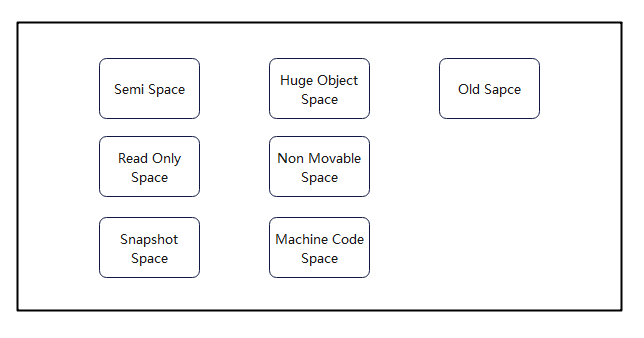 Semi Space
Huge Object
Space
Old Sapce
Read Only
Space
Non Movable
Space
Snapshot
Space
Machine Code
Space